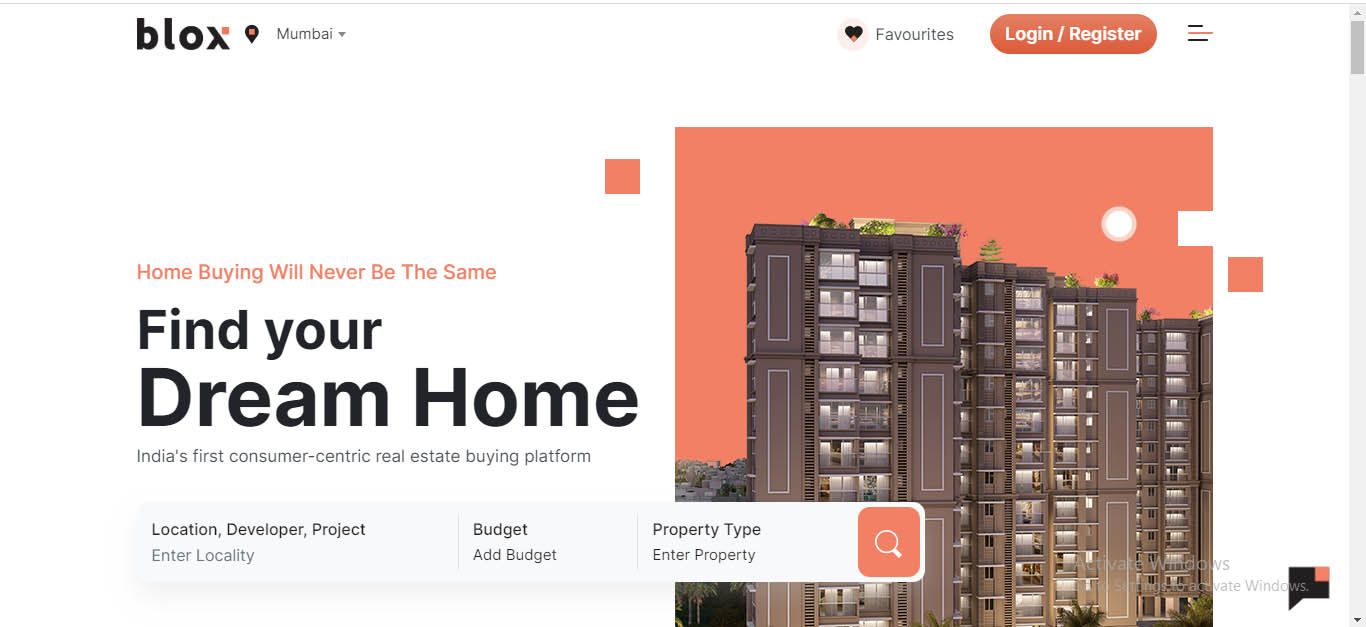 blox
Mumbai
Favourites
Login / Register
Home Buying Will Never Be The Same
Find your
Dream Home
India's first consumer-centric real estate buying platform
Location, Developer, Project
Enter Locality
Budget
Add Budget
Property Type
Enter Property
Activate Windows
Go to Settings to activate Windows.